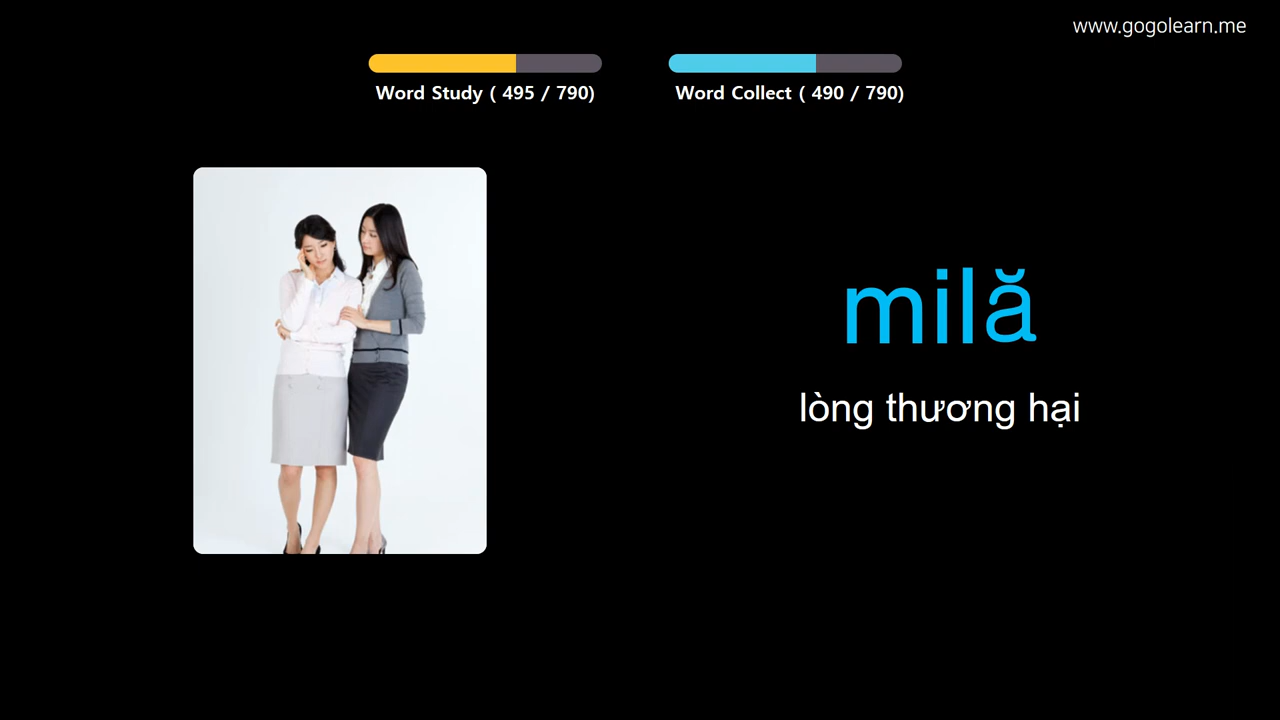 www.gogolearn.me
Word Study ( 495 / 790)
Word Collect ( 490 / 790)
milă
lòng thương hại